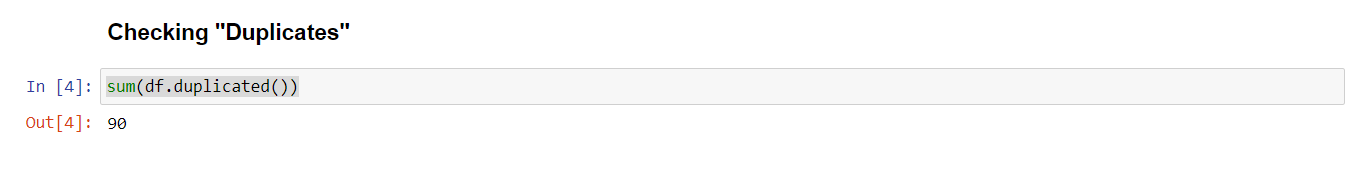 Checking "Duplicates"
In [4]: sum(df.duplicated())
Out[4]: 90